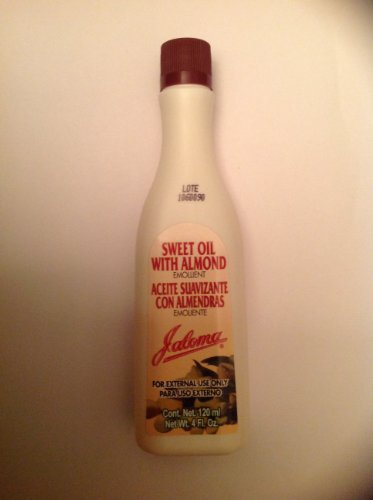 LOTE
1060090
SWEET OIL
WITH ALMOND
EMOLLIENT
ACEITE SUAVIZANTE
CON ALMENDRAS
EMOLIENTE
Jaloma®
FOR EXTERNAL USE ONLY
PARA USO EXTERNO
Cont. Net. 120 ml
Net Wt. 4 Fl. Oz.